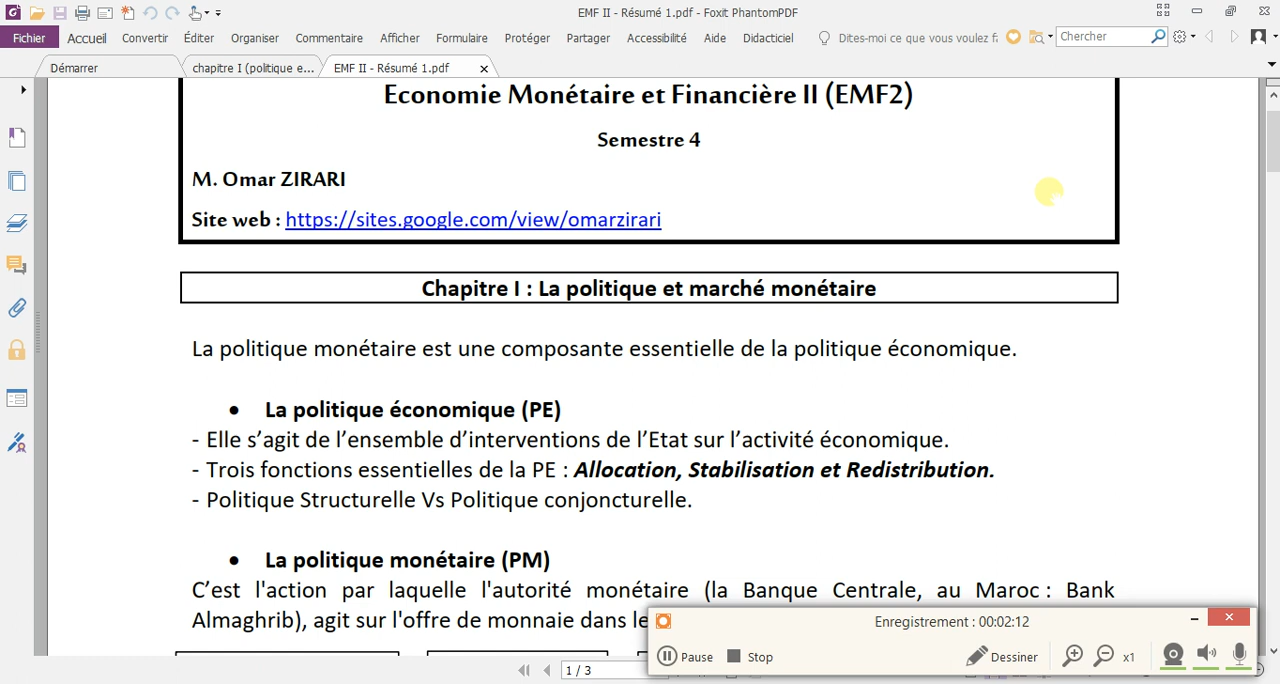 EMF II - Résumé 1.pdf - Foxit PhantomPDF
Fichier Accueil Convertir Éditer Organiser Commentaire Afficher Formulaire Protéger Partager Accessibilité Aide Didacticiel Dites-moi ce que vous voulez f. Chercher
Démarrer chapitre I (politique e... EMF II - Résumé 1.pdf
Economie Monétaire et Financière II (EMF2)
Semestre 4
M. Omar ZIRARI
Site web : https://sites.google.com/view/omarzirari
Chapitre I : La politique et marché monétaire
La politique monétaire est une composante essentielle de la politique économique.
• La politique économique (PE)
- Elle s’agit de l’ensemble d’interventions de l’Etat sur l’activité économique.
- Trois fonctions essentielles de la PE : Allocation, Stabilisation et Redistribution.
- Politique Structurelle Vs Politique conjoncturelle.
• La politique monétaire (PM)
C’est l'action par laquelle l'autorité monétaire (la Banque Centrale, au Maroc : Bank
Almaghrib), agit sur l'offre de monnaie dans le
Enregistrement : 00:02:12
Pause Stop Dessiner x1
1 / 3